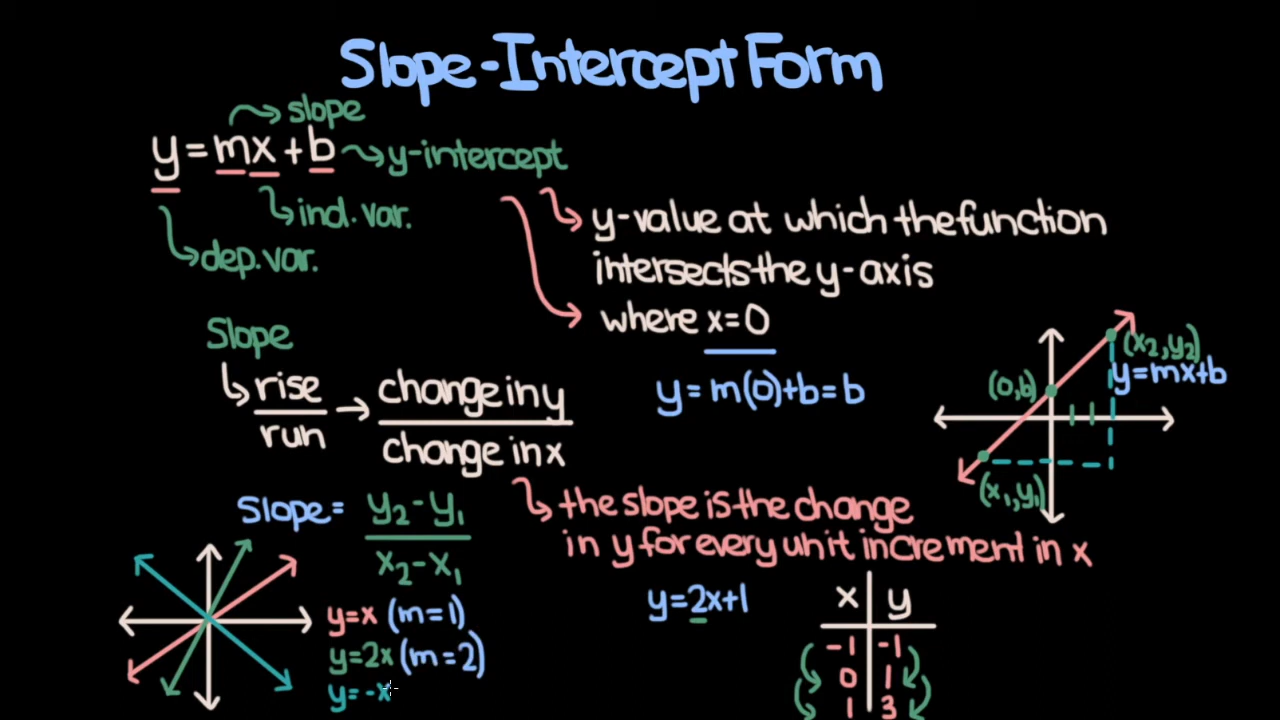 Slope-Intercept Form
slope
y=mx+b
y-intercept
ind.var.
dep.var.
y-value at which the function
intersects the y-axis
where x=0
y=m(0)+b=b
Slope
rise
run
change in y
change in x
Slope=
y₂-y₁
x₂-x₁
the slope is the change
in y for every unit increment in x
(x₂,y₂)
y=mx+b
(0,b)
(x₁,y₁)
y=x (m=1)
y=2x (m=2)
y=-x
y=2x+1
x y
-1 -1
0 1
1 3